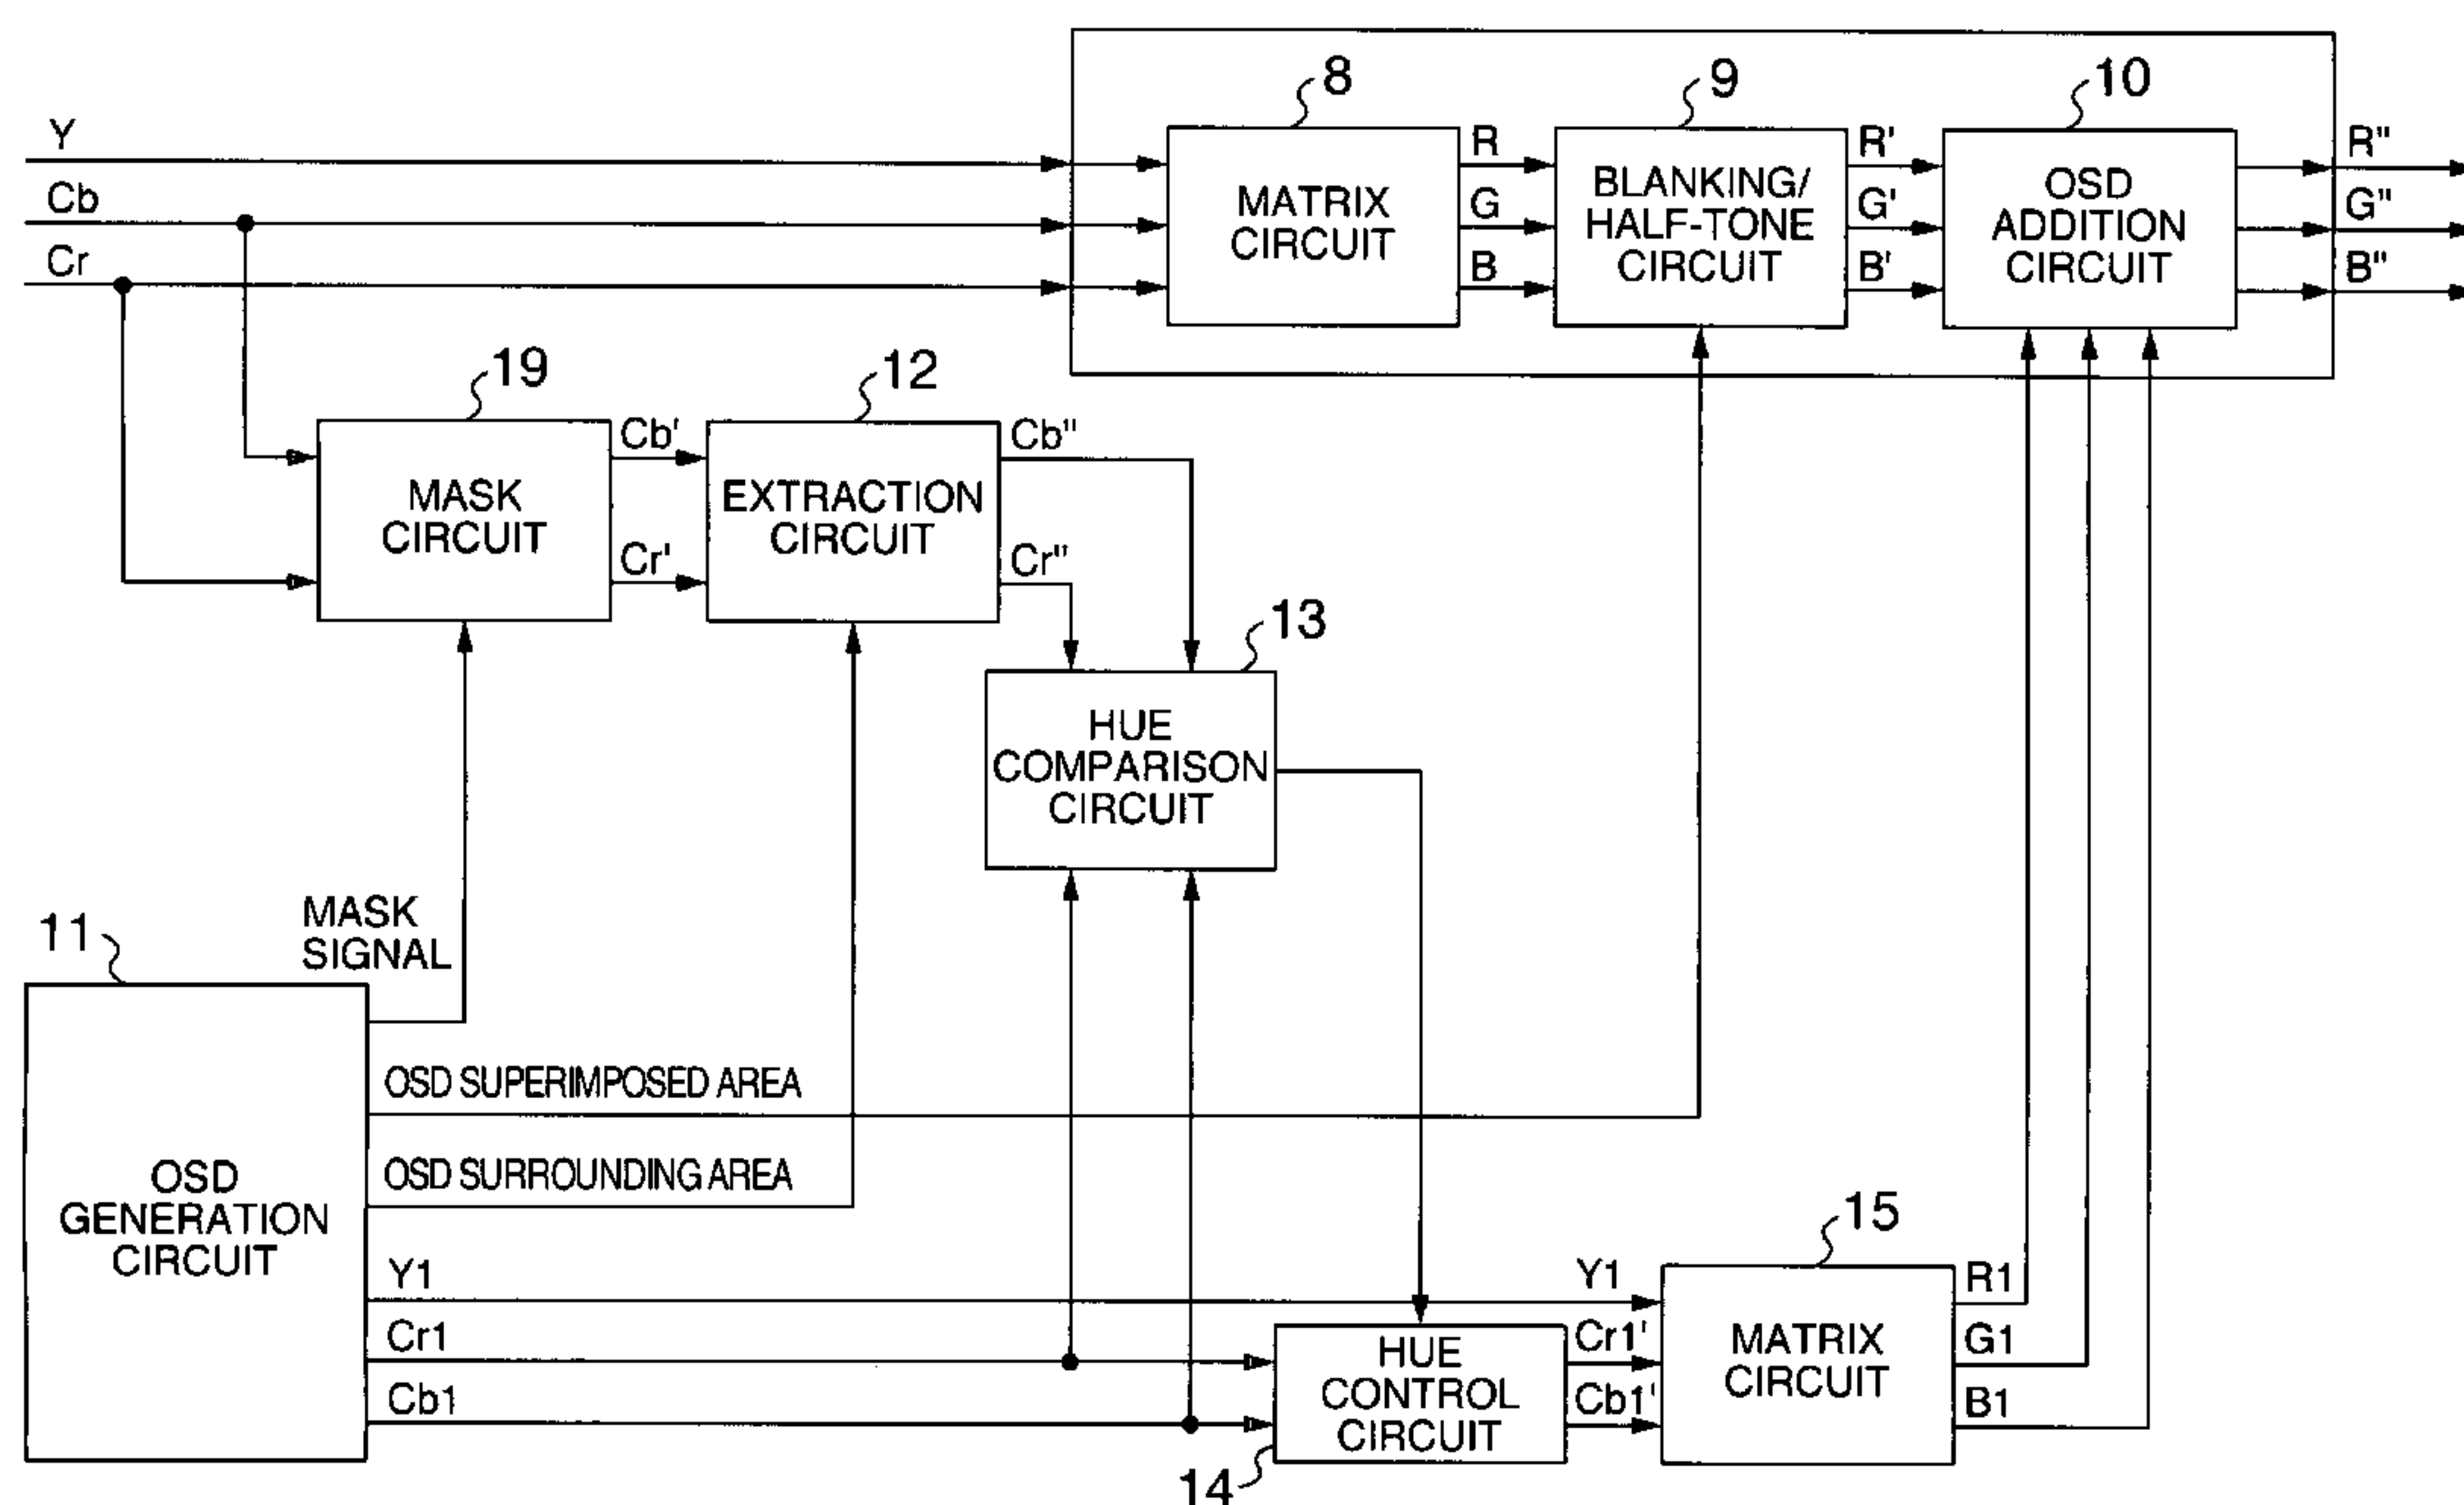 8
9
10
Y
Cb
Cr
MATRIX
CIRCUIT
R
G
B
BLANKING/
HALF-TONE
CIRCUIT
R'
G'
B'
OSD
ADDITION
CIRCUIT
R"
G"
B"
19
12
MASK
CIRCUIT
Cb'
Cr'
EXTRACTION
CIRCUIT
Cb"
Cr"
13
HUE
COMPARISON
CIRCUIT
11
MASK
SIGNAL
OSD
GENERATION
CIRCUIT
OSD SUPERIMPOSED AREA
OSD SURROUNDING AREA
Y1
Cr1
Cb1
14
HUE
CONTROL
CIRCUIT
Y1
Cr1'
Cb1'
15
MATRIX
CIRCUIT
R1
G1
B1